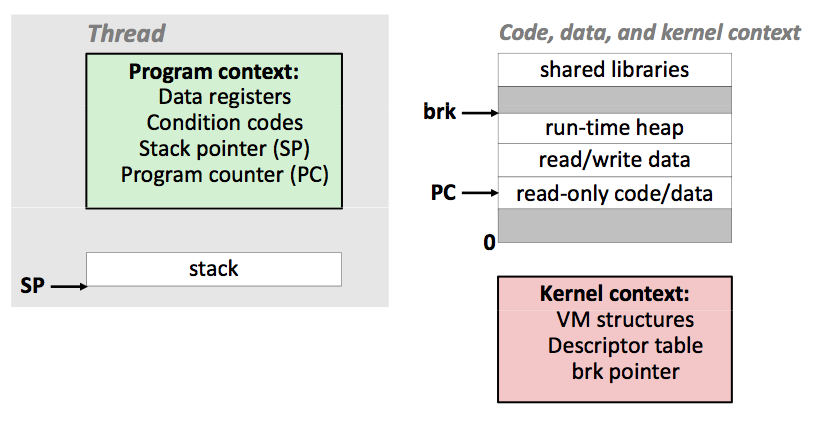 Thread
Program context:
Data registers
Condition codes
Stack pointer (SP)
Program counter (PC)
stack
SP
Code, data, and kernel context
shared libraries
brk
run-time heap
read/write data
PC
read-only code/data
0
Kernel context:
VM structures
Descriptor table
brk pointer